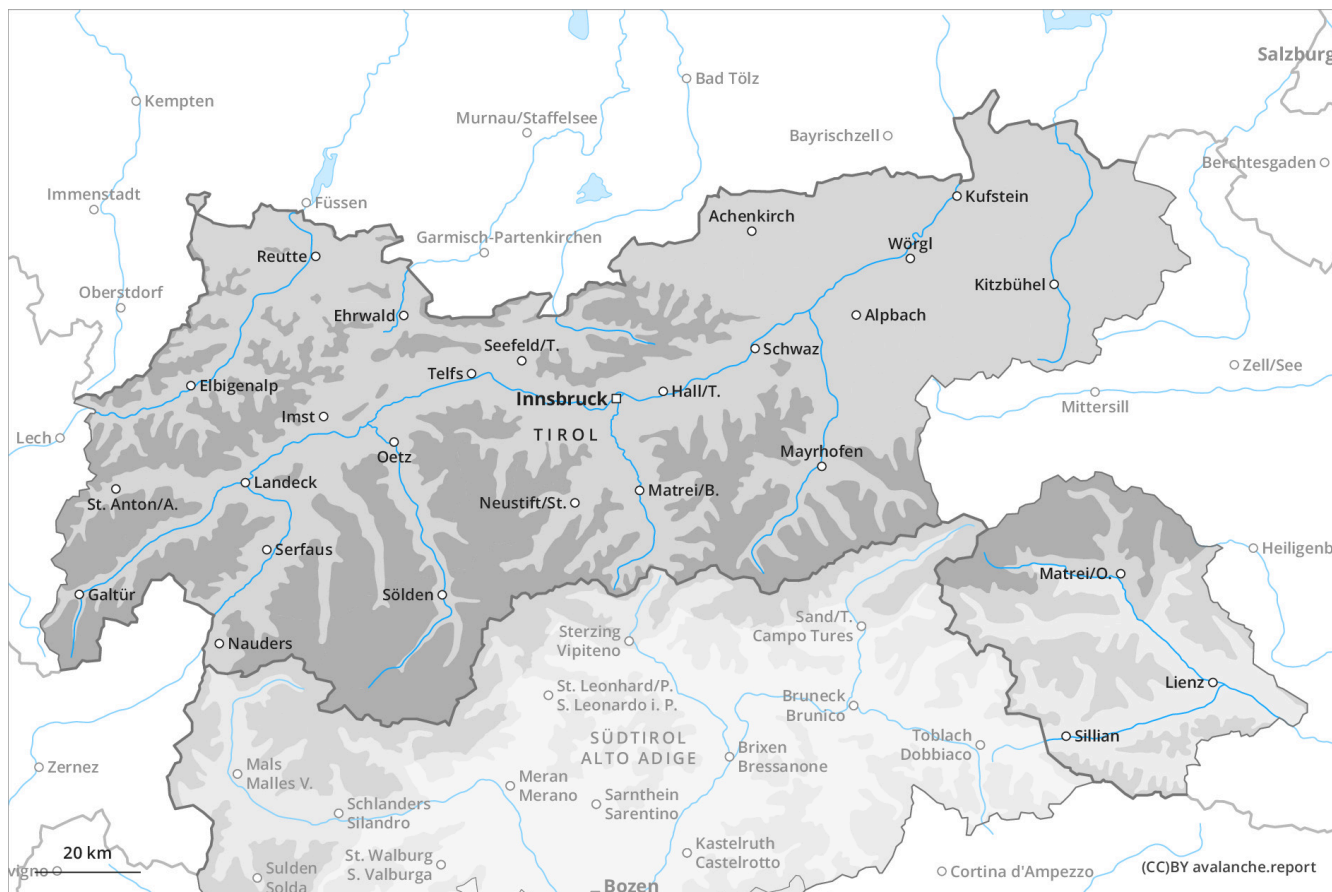 Salzburg
Bad Tölz
Kempten
Murnau/Staffelsee
Bayrischzell
Berchtesgaden
Immenstadt
Füssen
Kufstein
Achenkirch
Garmisch-Partenkirchen
Wörgl
Reutte
Kitzbühel
Oberstdorf
Ehrwald
Alpbach
Seefeld/T.
Schwaz
Zell/See
Telfs
Elbigenalp
Innsbruck
Hall/T.
Mittersill
Imst
Lech
TIROL
Oetz
Mayrhofen
Landeck
Matrei/B.
St. Anton/A.
Neustift/St.
Serfaus
Heiligenb
Matrei/O.
Galtür
Sölden
Sand/T.
Campo Tures
Sterzing
Vipiteno
Nauders
Lienz
St. Leonhard/P.
S. Leonardo i. P.
Bruneck
Brunico
Sillian
Toblach
Dobbiaco
SÜDTIROL
ALTO ADIGE
Brixen
Bressanone
Zernez
Mals
Malles V.
Meran
Merano
Schlanders
Silandro
Sarnthein
Sarentino
20 km
Kastelruth
Castelrotto
St. Walburg
S. Valburga
vigno
Sulden
Solda
Cortina d'Ampezzo
(CC)BY avalanche.report
Bozen